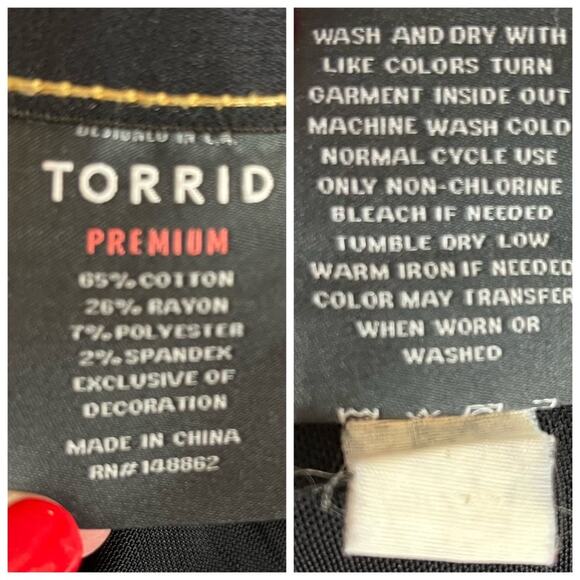 DESIGNED IN L.A.
TORRID
PREMIUM
65% COTTON
26% RAYON
7% POLYESTER
2% SPANDEX
EXCLUSIVE OF
DECORATION
MADE IN CHINA
RN# 148862
WASH AND DRY WITH
LIKE COLORS TURN
GARMENT INSIDE OUT
MACHINE WASH COLD
NORMAL CYCLE USE
ONLY NON-CHLORINE
BLEACH IF NEEDED
TUMBLE DRY LOW
WARM IRON IF NEEDED
COLOR MAY TRANSFER
WHEN WORN OR
WASHED